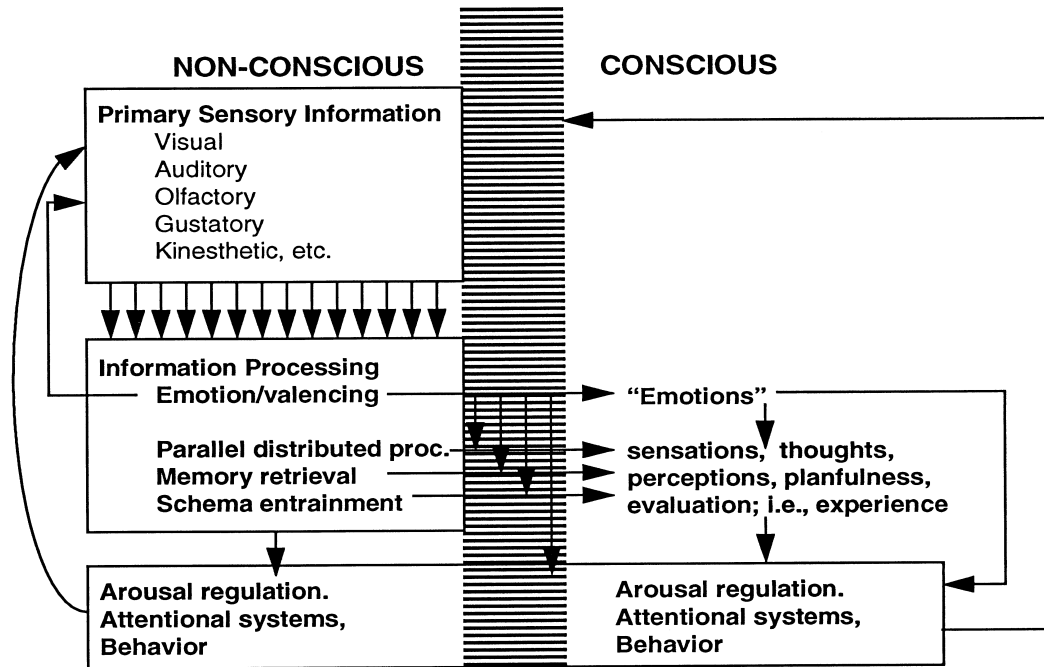 NON-CONSCIOUS
CONSCIOUS
Primary Sensory Information
Visual
Auditory
Olfactory
Gustatory
Kinesthetic, etc.
Information Processing
Emotion/valencing
"Emotions"
Parallel distributed proc.
Memory retrieval
Schema entrainment
sensations, thoughts,
perceptions, planfulness,
evaluation; i.e., experience
Arousal regulation.
Attentional systems,
Behavior
Arousal regulation.
Attentional systems,
Behavior